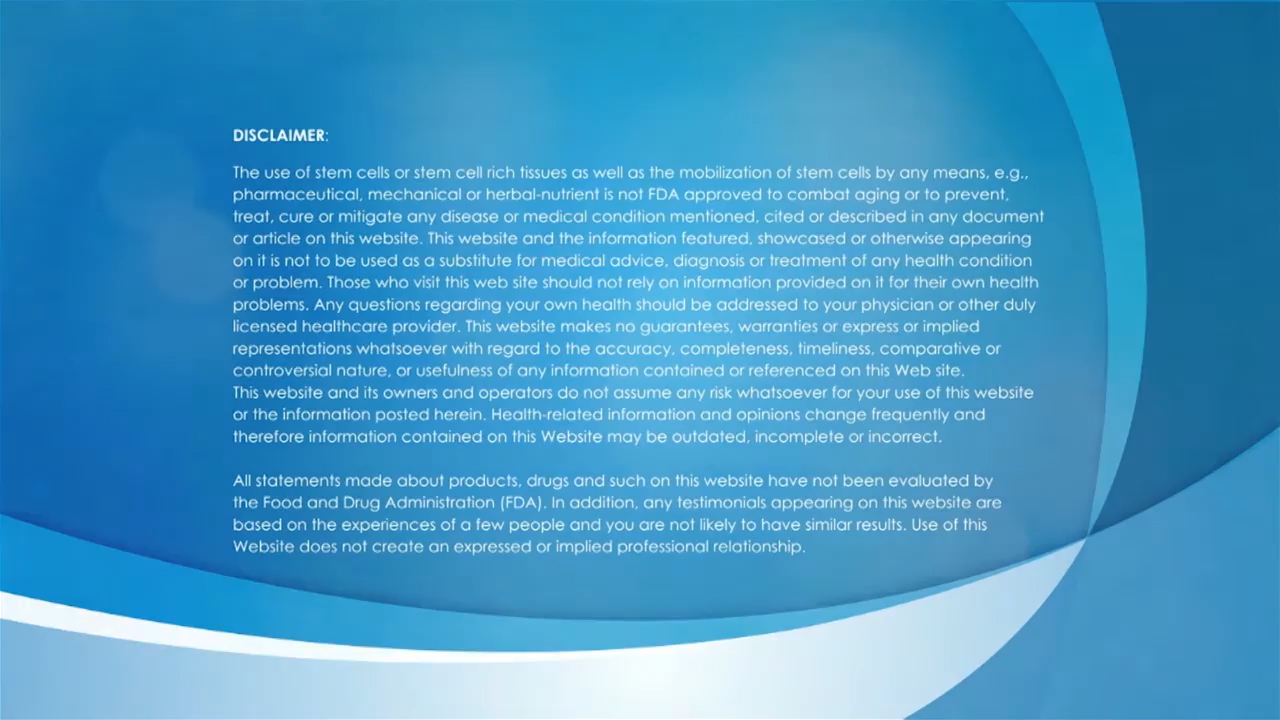 DISCLAIMER:
The use of stem cells or stem cell rich tissues as well as the mobilization of stem cells by any means, e.g.,
pharmaceutical, mechanical or herbal-nutrient is not FDA approved to combat aging or to prevent,
treat, cure or mitigate any disease or medical condition mentioned, cited or described in any document
or article on this website. This website and the information featured, showcased or otherwise appearing
on it is not to be used as a substitute for medical advice, diagnosis or treatment of any health condition
or problem. Those who visit this web site should not rely on information provided on it for their own health
problems. Any questions regarding your own health should be addressed to your physician or other duly
licensed healthcare provider. This website makes no guarantees, warranties or express or implied
representations whatsoever with regard to the accuracy, completeness, timeliness, comparative or
controversial nature, or usefulness of any information contained or referenced on this Web site.
This website and its owners and operators do not assume any risk whatsoever for your use of this website
or the information posted herein. Health-related information and opinions change frequently and
therefore information contained on this Website may be outdated, incomplete or incorrect.
All statements made about products, drugs and such on this website have not been evaluated by
the Food and Drug Administration (FDA). In addition, any testimonials appearing on this website are
based on the experiences of a few people and you are not likely to have similar results. Use of this
Website does not create an expressed or implied professional relationship.